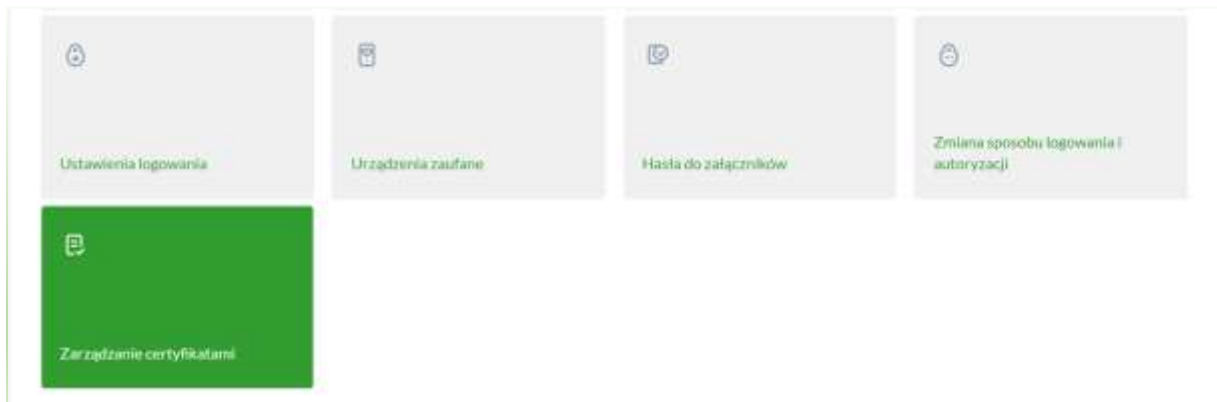 Ustawienia logowania
Urządzenia zaufane
Hasła do załączników
Zmiana sposobu logowania i
autoryzacji
Zarządzanie certyfikatami